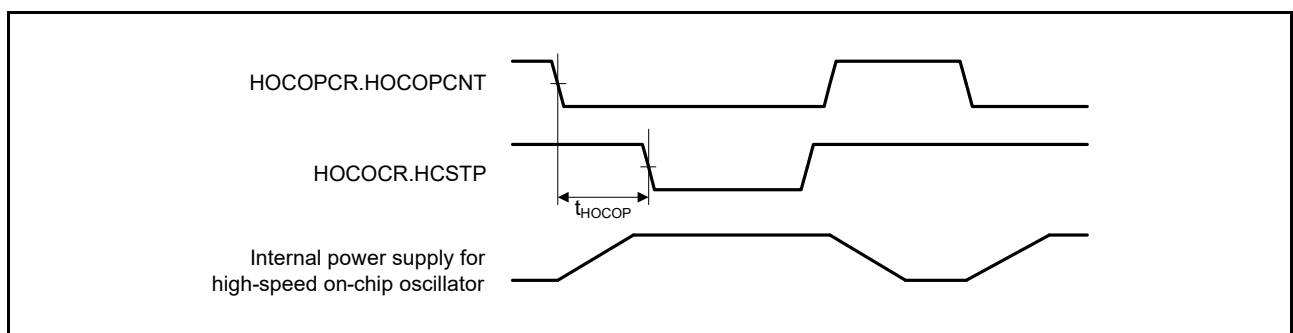 HOCOPCR.HOCOPCNT
HOCOCR.HCSTP
tHOCOP
Internal power supply for
high-speed on-chip oscillator